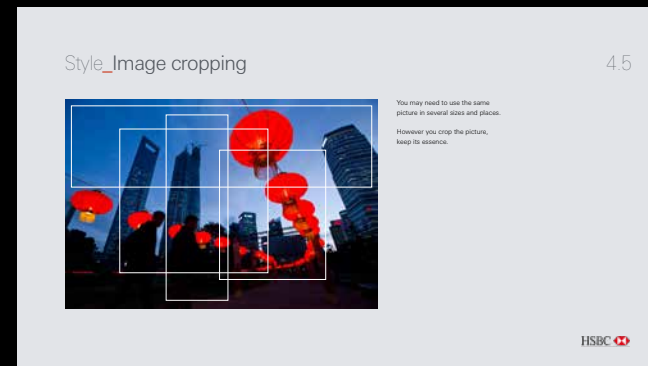 Style_Image cropping
4.5
You may need to use the same
picture in several sizes and places.
However you crop the picture,
keep its essence.
HSBC